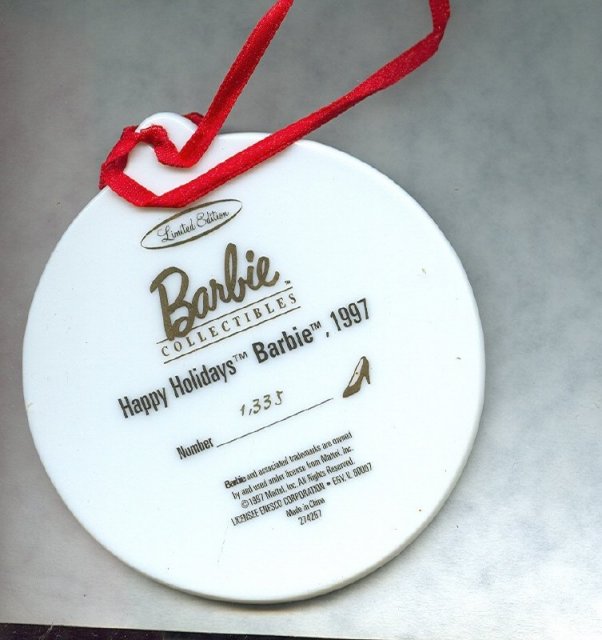 Limited Edition
Barbie™
COLLECTIBLES
Happy Holidays™ Barbie™, 1997
1,335
Number
Barbie and associated trademarks are owned
by and used under license from Mattel, Inc.
©1997 Mattel, Inc. All Rights Reserved.
LICENSEE ENESCO CORPORATION • EGV, IL 60007
Made in China
274267